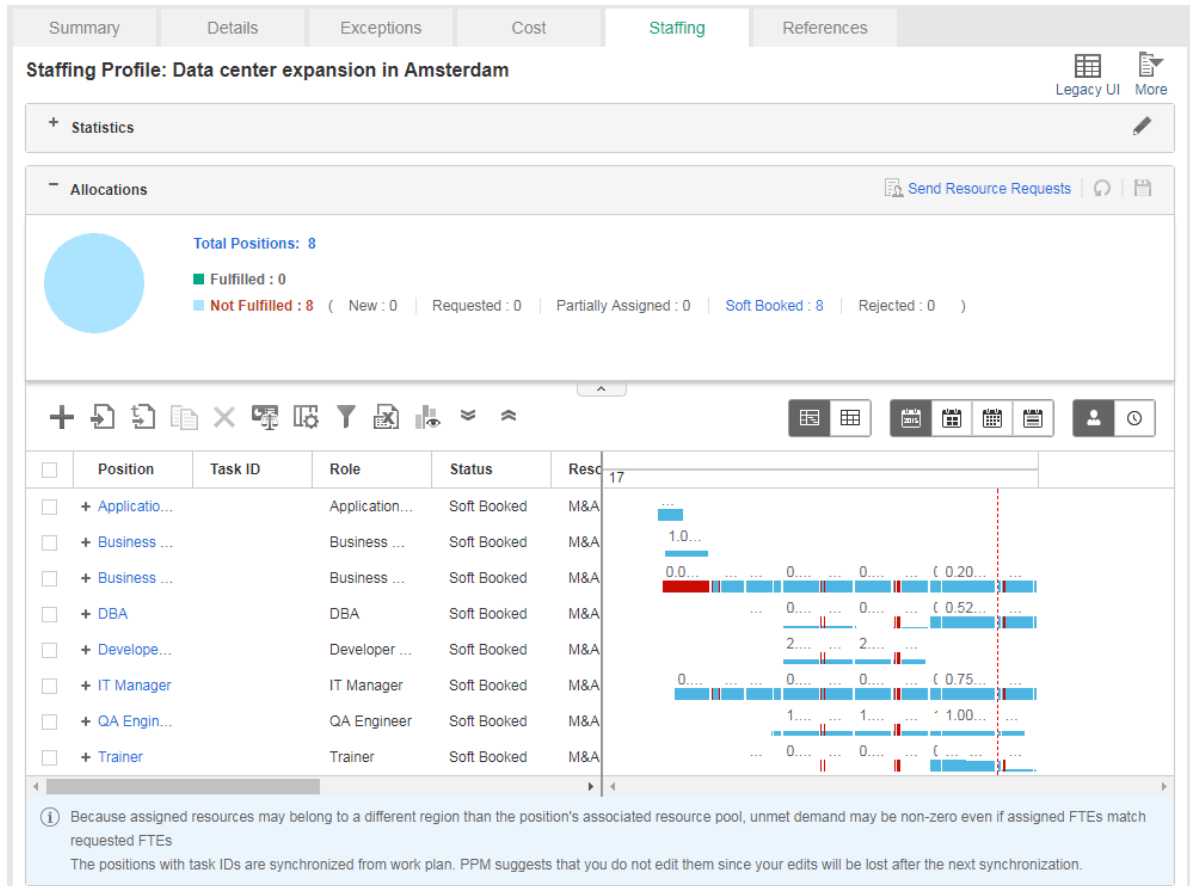 Summary Details Exceptions Cost Staffing References
Staffing Profile: Data center expansion in Amsterdam
Legacy UI More
+ Statistics
− Allocations Send Resource Requests
Total Positions: 8
Fulfilled : 0
Not Fulfilled : 8 ( New : 0 Requested : 0 Partially Assigned : 0 Soft Booked : 8 Rejected : 0 )
2015
Position Task ID Role Status Reso 17
+ Applicatio... Application... Soft Booked M&A ...
+ Business ... Business ... Soft Booked M&A 1.0...
+ Business ... Business ... Soft Booked M&A 0.0... ... ... 0.... ... 0.... ... ( 0.20... ...
+ DBA DBA Soft Booked M&A ... 0.... ... 0.... ... ( 0.52... ...
+ Develope... Developer ... Soft Booked M&A 2.... ... 2.... ...
+ IT Manager IT Manager Soft Booked M&A 0.... ... ... 0.... ... 0.... ... ( 0.75... ...
+ QA Engin... QA Engineer Soft Booked M&A 1.... ... 1.... ... 1.00... ...
+ Trainer Trainer Soft Booked M&A ... 0.... ... 0.... ... ( ... ... ...
Because assigned resources may belong to a different region than the position's associated resource pool, unmet demand may be non-zero even if assigned FTEs match
requested FTEs
The positions with task IDs are synchronized from work plan. PPM suggests that you do not edit them since your edits will be lost after the next synchronization.